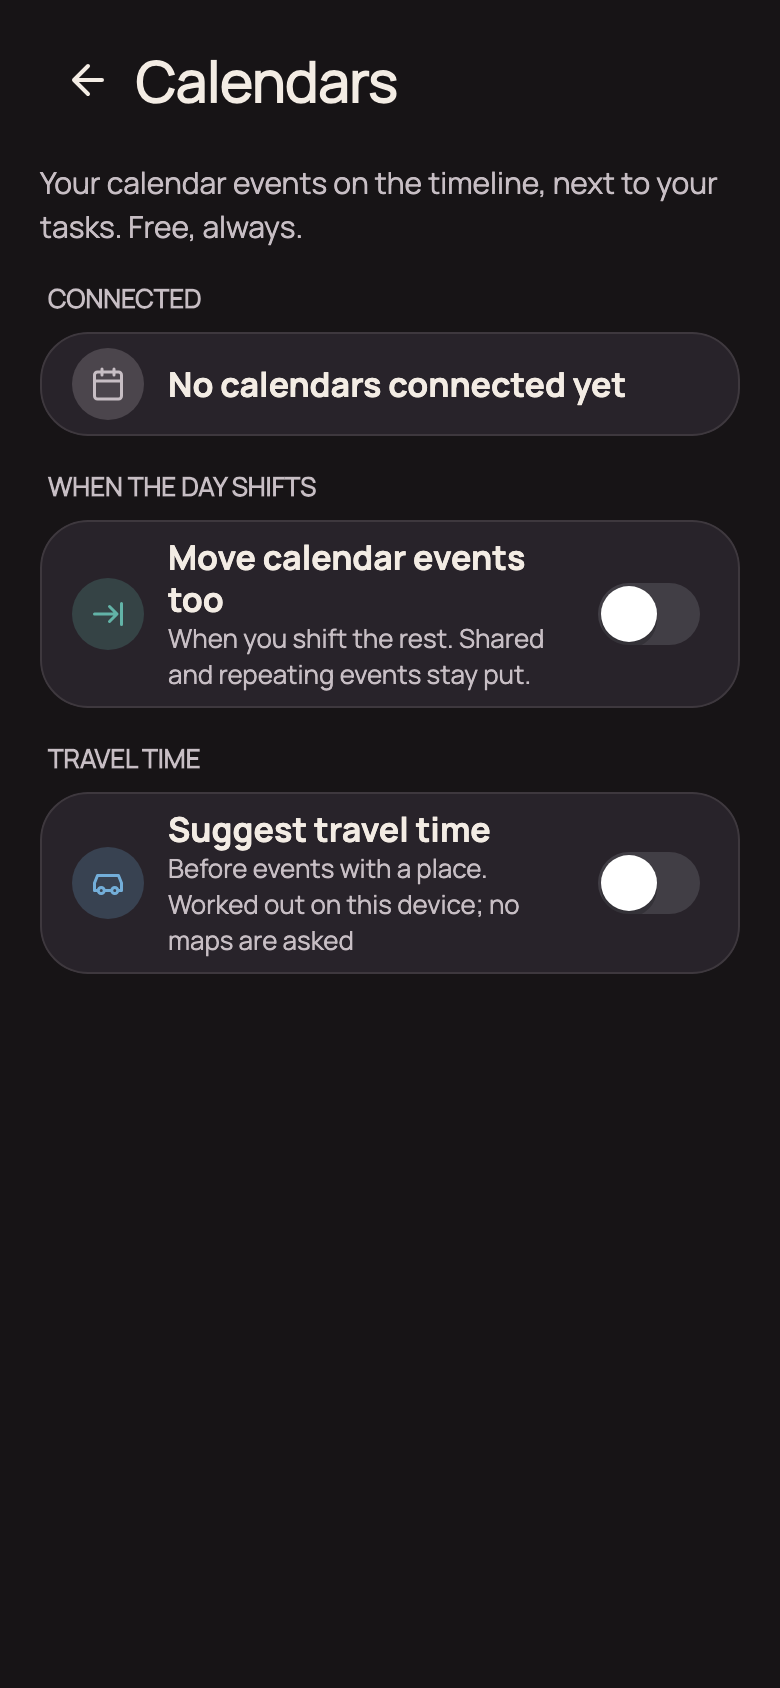 Calendars
Your calendar events on the timeline, next to your
tasks. Free, always.
CONNECTED
No calendars connected yet
WHEN THE DAY SHIFTS
Move calendar events
too
When you shift the rest. Shared
and repeating events stay put.
TRAVEL TIME
Suggest travel time
Before events with a place.
Worked out on this device; no
maps are asked